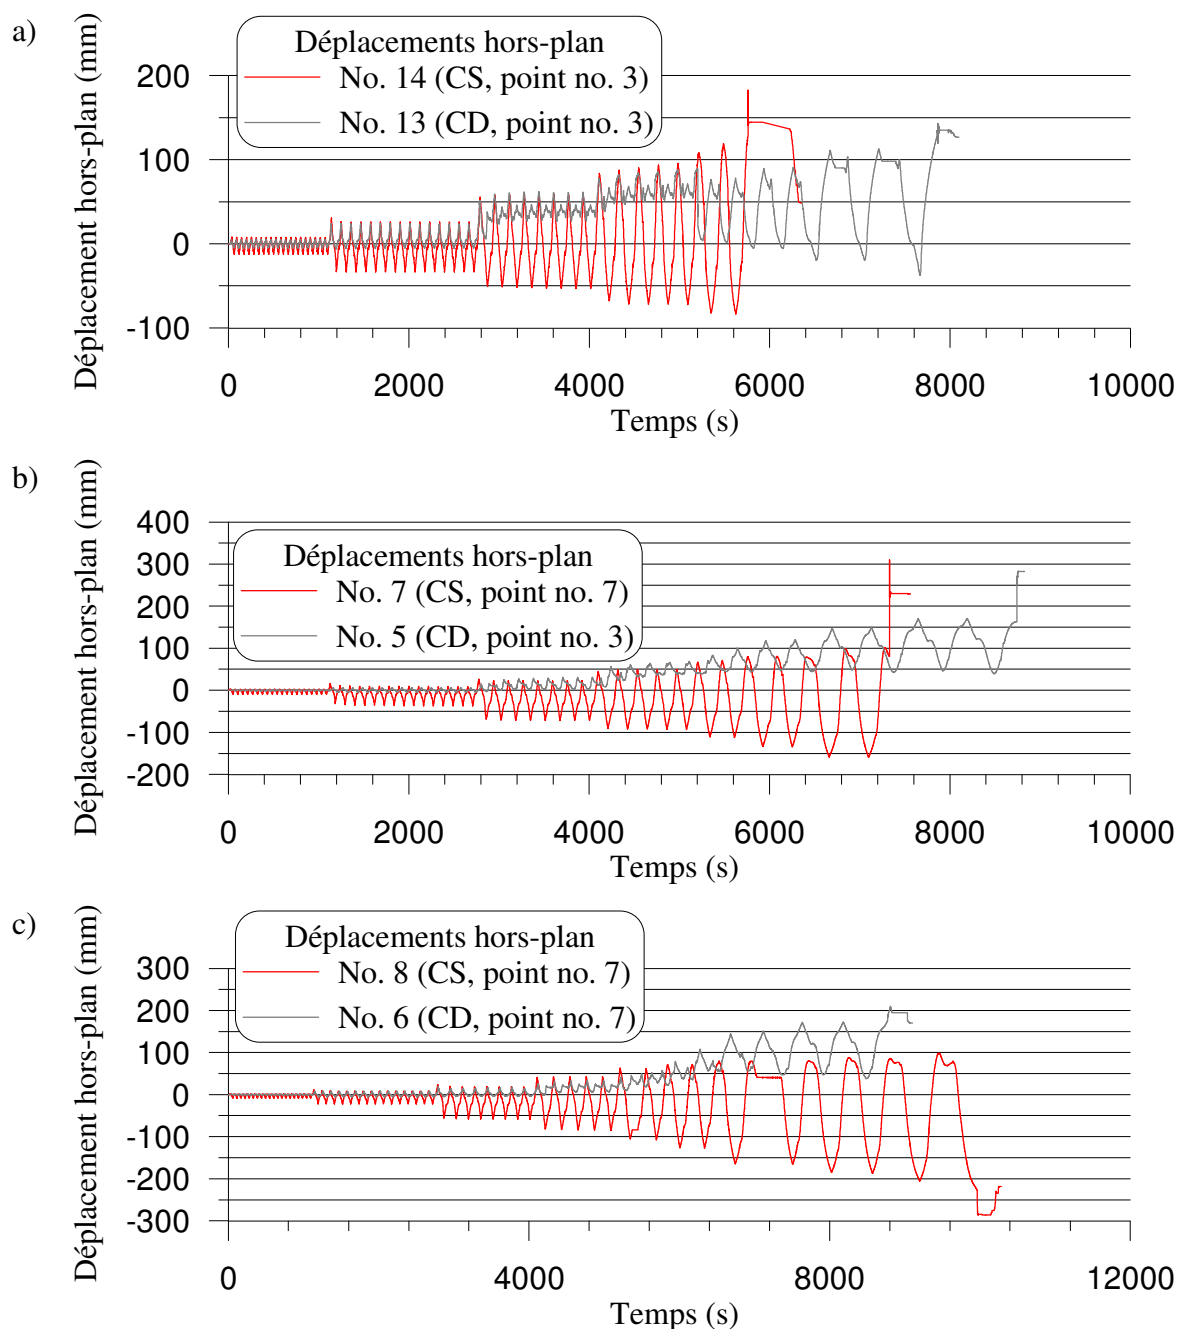 a)
Déplacement hors-plan (mm)
Déplacements hors-plan
No. 14 (CS, point no. 3)
No. 13 (CD, point no. 3)
200
100
0
-100
0 2000 4000 6000 8000 10000
Temps (s)
b)
Déplacement hors-plan (mm)
Déplacements hors-plan
No. 7 (CS, point no. 7)
No. 5 (CD, point no. 3)
400
300
200
100
0
-100
-200
0 2000 4000 6000 8000 10000
Temps (s)
c)
Déplacement hors-plan (mm)
Déplacements hors-plan
No. 8 (CS, point no. 7)
No. 6 (CD, point no. 7)
300
200
100
0
-100
-200
-300
0 4000 8000 12000
Temps (s)